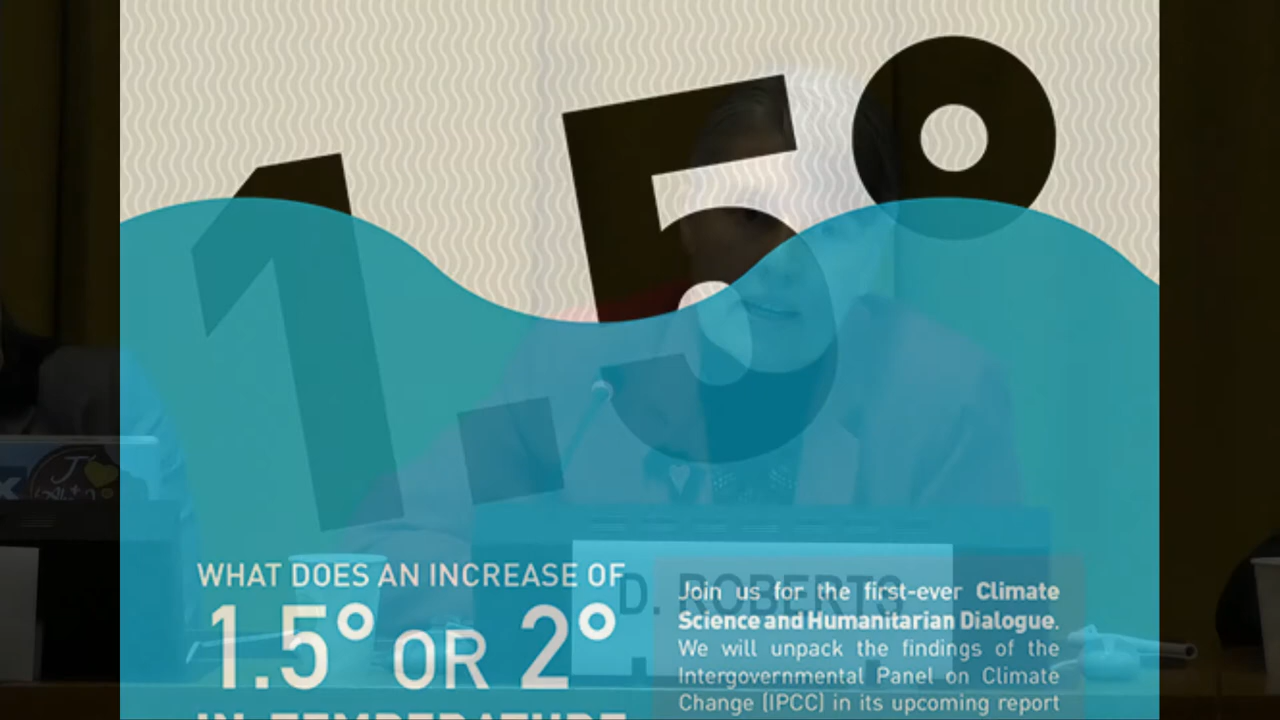 1.5°
WHAT DOES AN INCREASE OF
1.5° OR 2°
IN TEMPERATURE
D. ROBERTS
Join us for the first-ever Climate
Science and Humanitarian Dialogue.
We will unpack the findings of the
Intergovernmental Panel on Climate
Change (IPCC) in its upcoming report